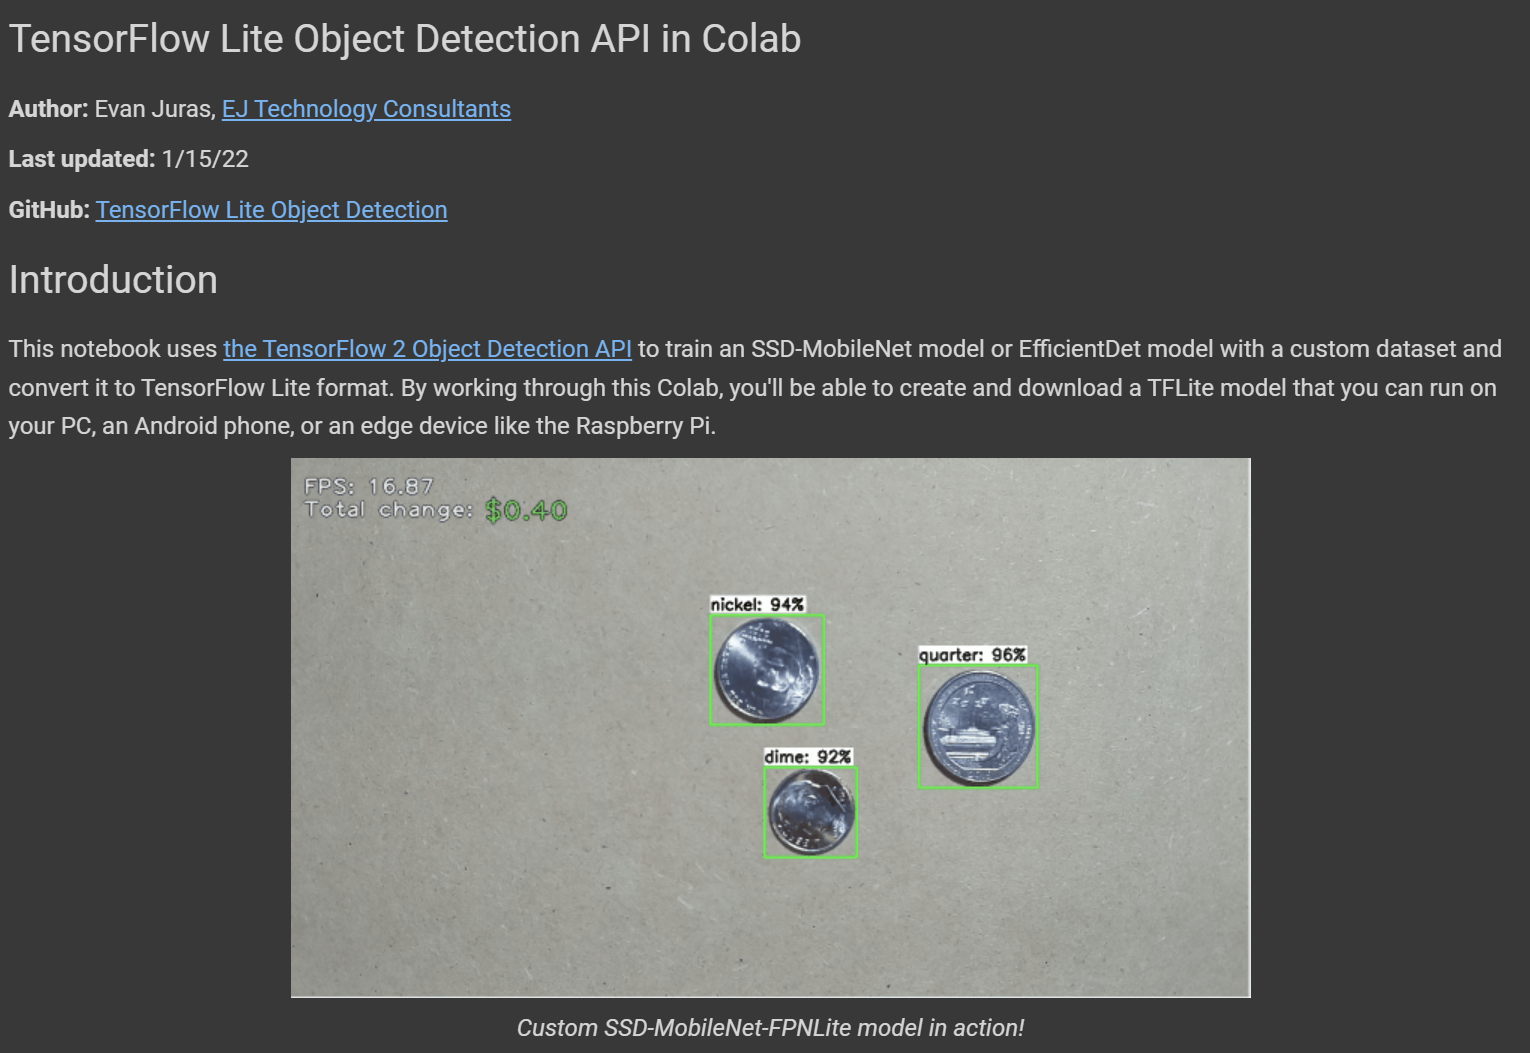 TensorFlow Lite Object Detection API in Colab
Author: Evan Juras, EJ Technology Consultants
Last updated: 1/15/22
GitHub: TensorFlow Lite Object Detection
Introduction
This notebook uses the TensorFlow 2 Object Detection API to train an SSD-MobileNet model or EfficientDet model with a custom dataset and
convert it to TensorFlow Lite format. By working through this Colab, you'll be able to create and download a TFLite model that you can run on
your PC, an Android phone, or an edge device like the Raspberry Pi.
FPS: 16.87
Total change: $0.40
nickel: 94%
quarter: 96%
dime: 92%
Custom SSD-MobileNet-FPNLite model in action!